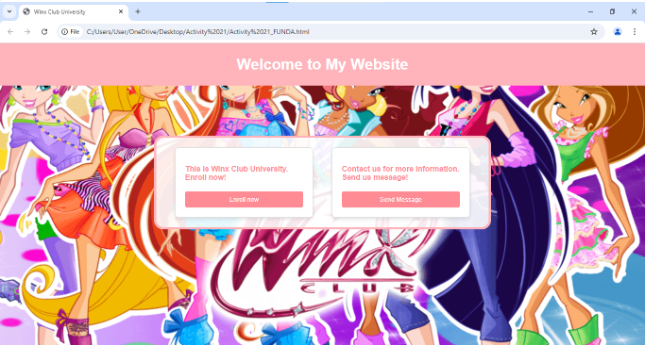 Winx Club University
File
C:/Users/User/OneDrive/Desktop/Activity%2021/Activity%2021_FUNDA.html
Welcome to My Website
This is Winx Club University.
Enroll now!
Enroll now
Contact us for more information.
Send us message!
Send Message
Winx
CLUB